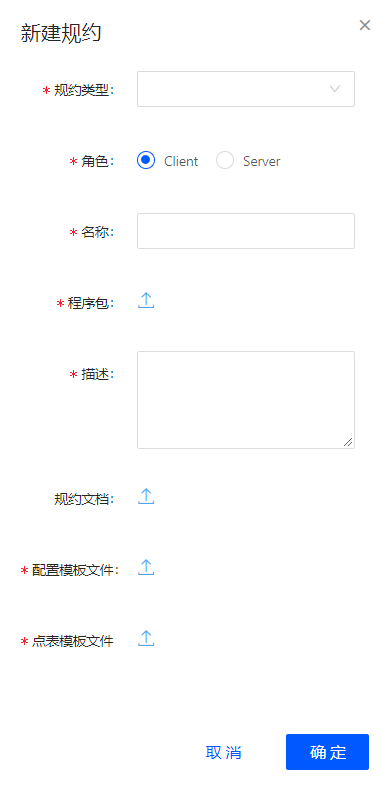 新建规约
* 规约类型:
* 角色: Client Server
* 名称:
* 程序包:
* 描述:
规约文档:
* 配置模板文件:
* 点表模板文件
取消 确定